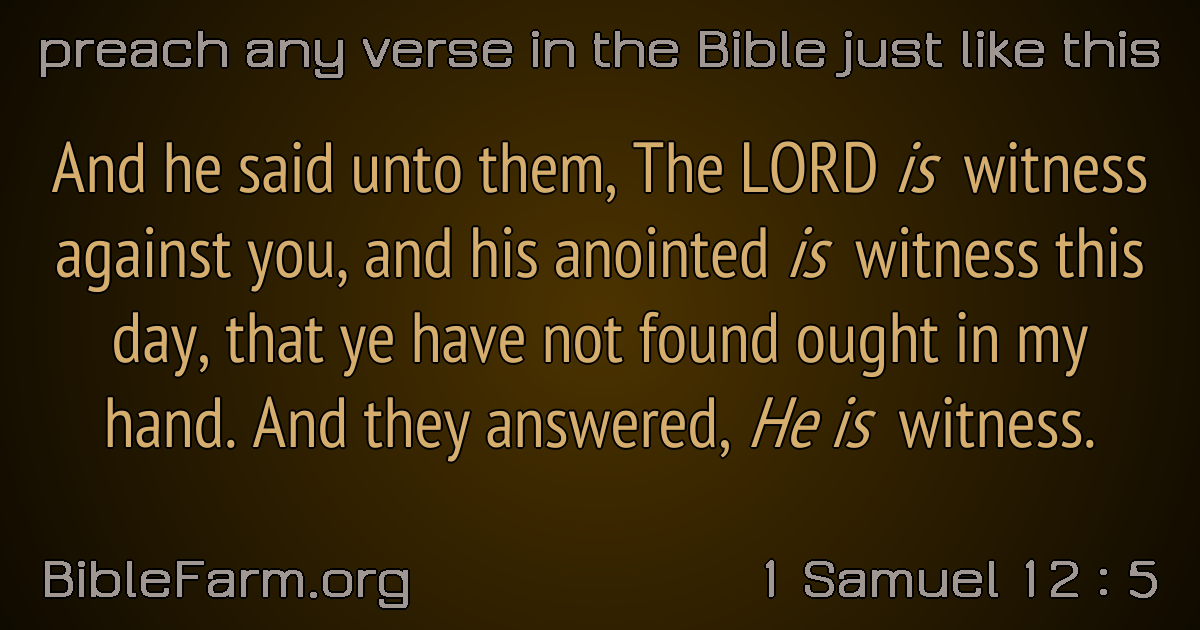 preach any verse in the Bible just like this
And he said unto them, The LORD is witness
against you, and his anointed is witness this
day, that ye have not found ought in my
hand. And they answered, He is witness.
BibleFarm.org
1 Samuel 12 : 5